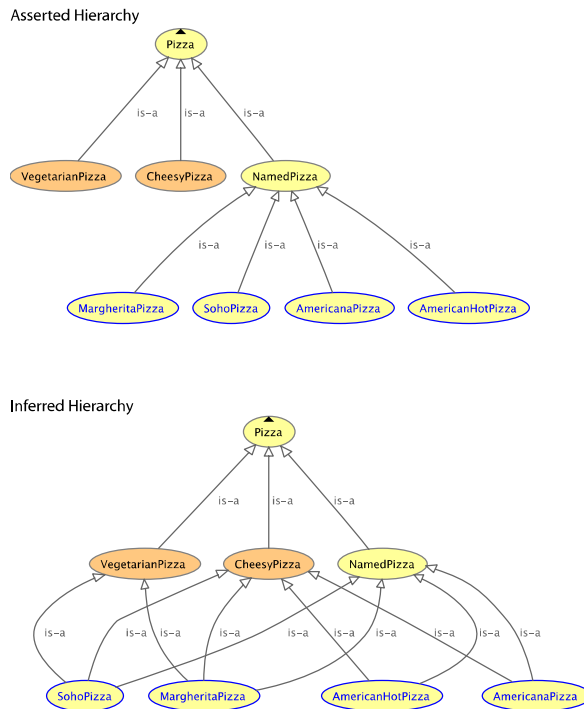 Asserted Hierarchy
Pizza
is-a is-a is-a
VegetarianPizza CheesyPizza NamedPizza
is-a is-a is-a is-a
MargheritaPizza SohoPizza AmericanaPizza AmericanHotPizza
Inferred Hierarchy
Pizza
is-a is-a is-a
VegetarianPizza CheesyPizza NamedPizza
is-a is-a is-a is-a is-a is-a is-a is-a is-a is-a
SohoPizza MargheritaPizza AmericanHotPizza AmericanaPizza